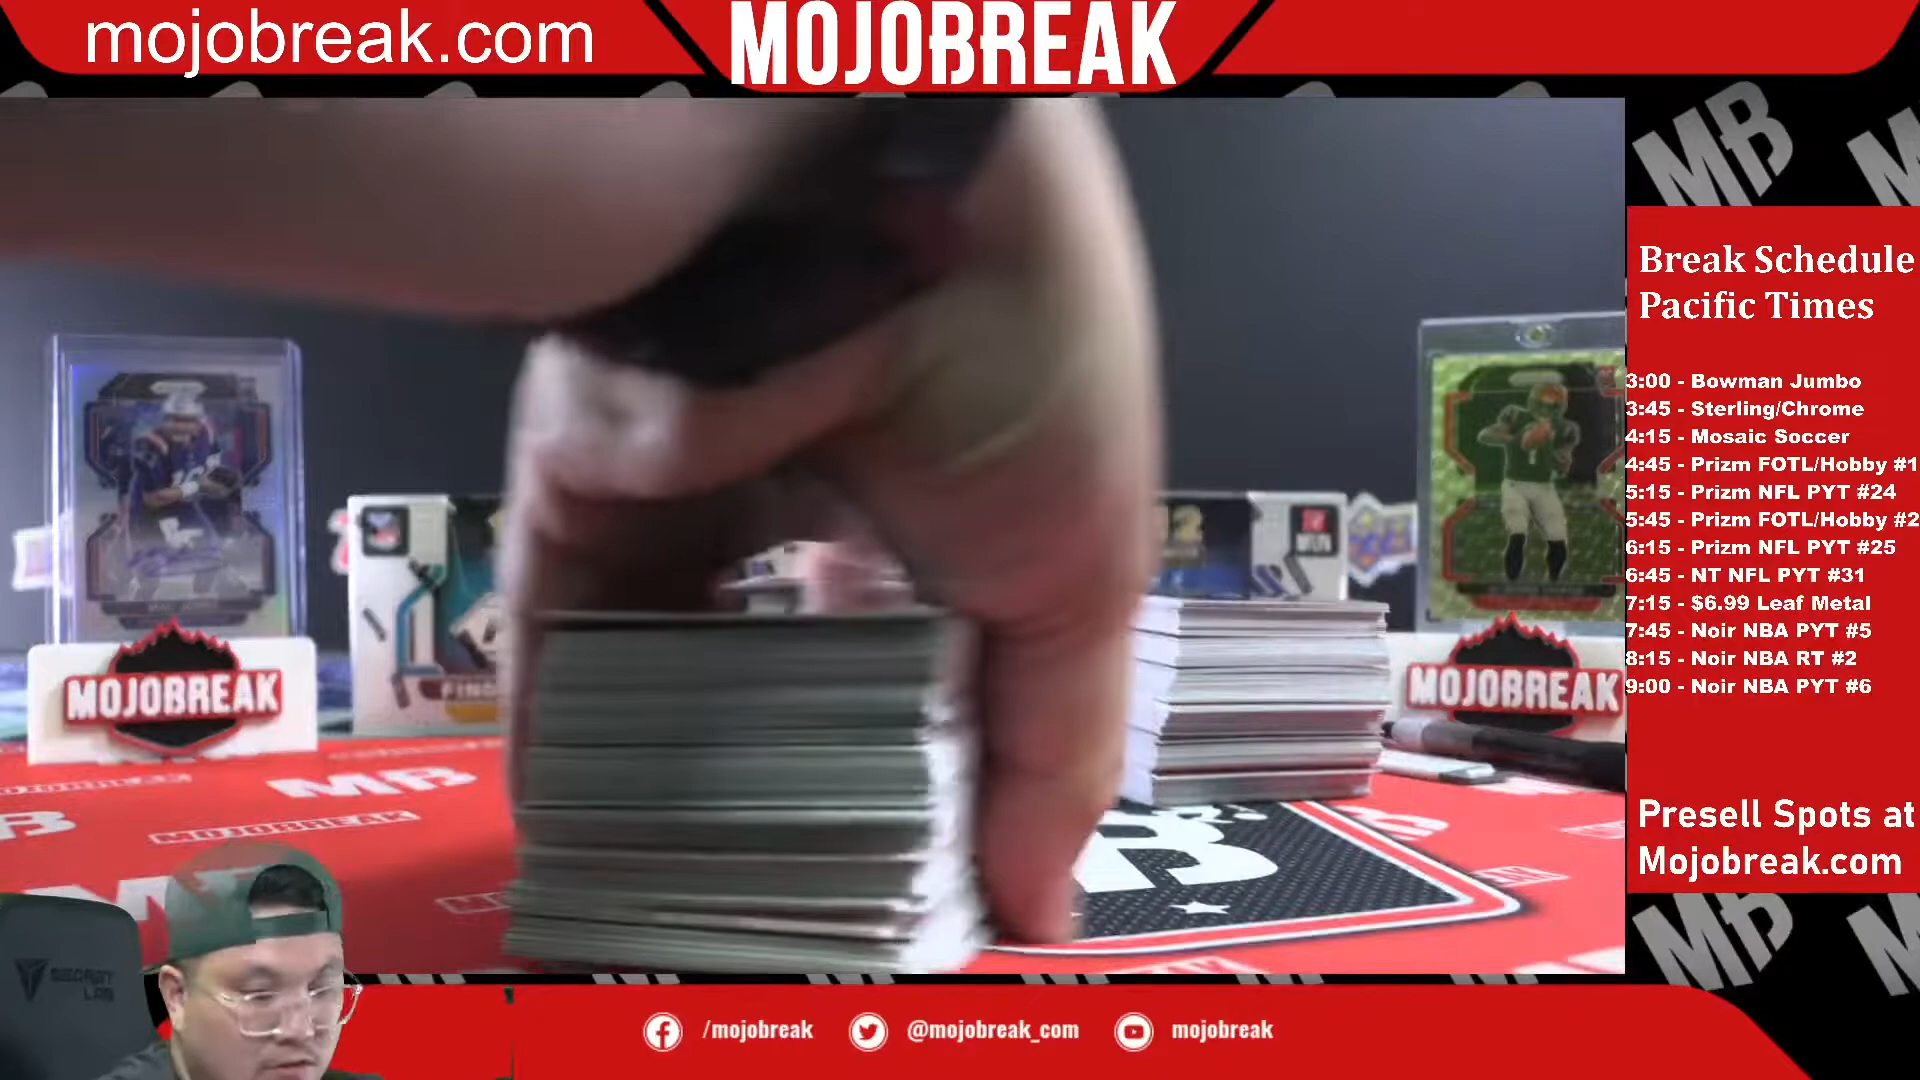 mojobreak.com
MOJOBREAK
Break Schedule
Pacific Times
3:00 - Bowman Jumbo
3:45 - Sterling/Chrome
4:15 - Mosaic Soccer
4:45 - Prizm FOTL/Hobby #1
5:15 - Prizm NFL PYT #24
5:45 - Prizm FOTL/Hobby #2
6:15 - Prizm NFL PYT #25
6:45 - NT NFL PYT #31
7:15 - $6.99 Leaf Metal
7:45 - Noir NBA PYT #5
8:15 - Noir NBA RT #2
9:00 - Noir NBA PYT #6
Presell Spots at
Mojobreak.com
MOJOBREAK
MOJOBREAK
MB
MOJOBREAK
SECRET
LAB
/mojobreak
@mojobreak_com
mojobreak